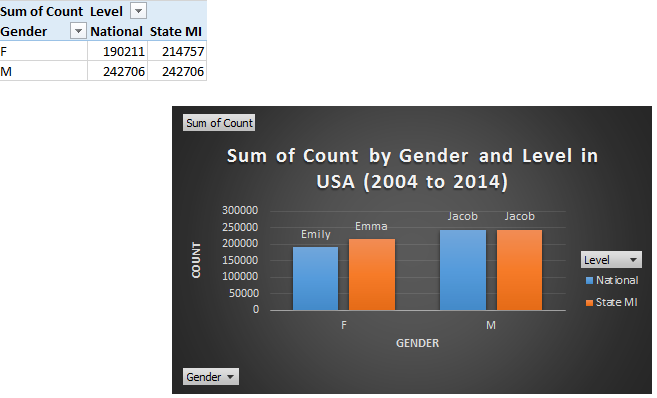 Sum of Count Level
Gender National State MI
F 190211 214757
M 242706 242706
Sum of Count
Sum of Count by Gender and Level in
USA (2004 to 2014)
300000
250000
200000
150000
100000
50000
0
COUNT
Emily
Emma
Jacob
Jacob
F
M
GENDER
Level
National
State MI
Gender